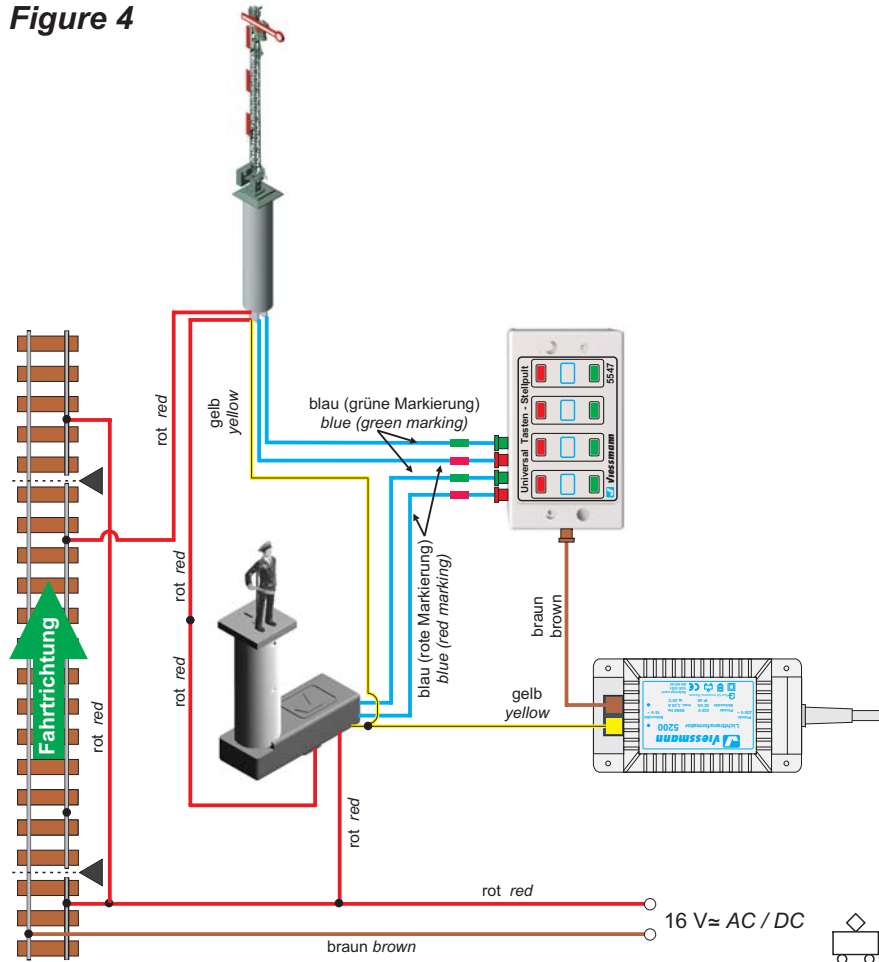 Figure 4
rot red
gelb
yellow
blau (grüne Markierung)
blue (green marking)
Universal Tasten - Stellpult
5547
viessmann
rot red
blau (rote Markierung)
blue (red marking)
braun
brown
Fahrtrichtung
rot red
rot red
gelb
yellow
viessmann
Lichttransformator
5200
rot red
rot red
16 V≃ AC / DC
braun brown